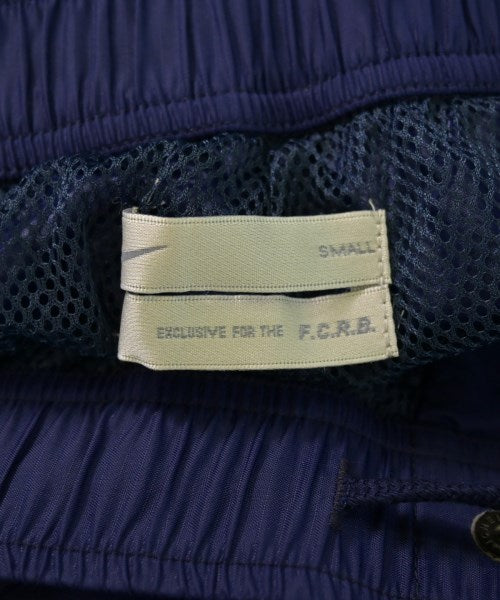 SMALL
EXCLUSIVE FOR THE F.C.R.B.